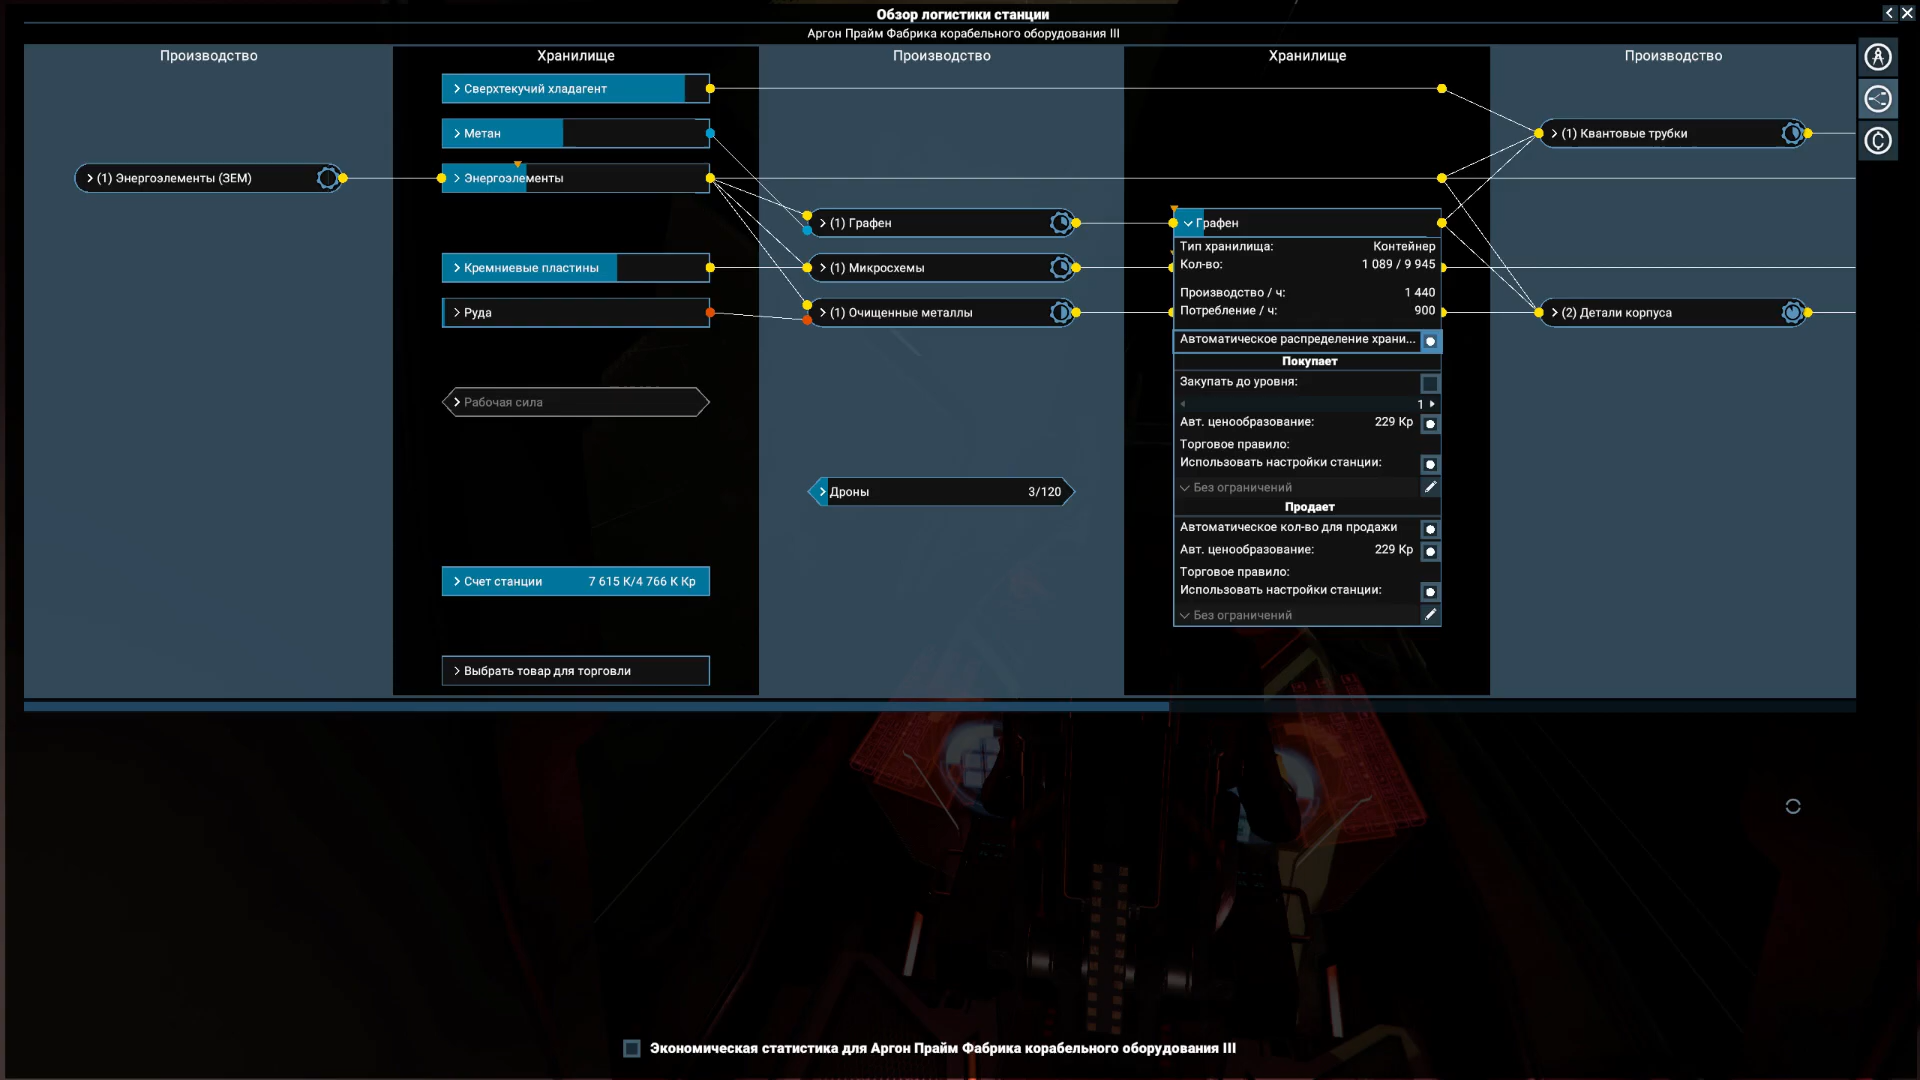 Обзор логистики станции
Аргон Прайм Фабрика корабельного оборудования III
Производство
Хранилище
Производство
Хранилище
Производство
Сверхтекучий хладагент
Метан
(1) Квантовые трубки
(1) Энергоэлементы (ЗЕМ)
Энергоэлементы
(1) Графен
Графен
Тип хранилища: Контейнер
Кол-во: 1 089 / 9 945
Кремниевые пластины
(1) Микросхемы
Производство / ч: 1 440
Потребление / ч: 900
Руда
(1) Очищенные металлы
(2) Детали корпуса
Автоматическое распределение храни...
Покупает
Закупать до уровня:
1
Рабочая сила
Авт. ценообразование: 229 Кр
Торговое правило:
Использовать настройки станции:
Без ограничений
Дроны 3/120
Продает
Автоматическое кол-во для продажи
Авт. ценообразование: 229 Кр
Торговое правило:
Использовать настройки станции:
Без ограничений
Счет станции 7 615 К/4 766 К Кр
Выбрать товар для торговли
Экономическая статистика для Аргон Прайм Фабрика корабельного оборудования III